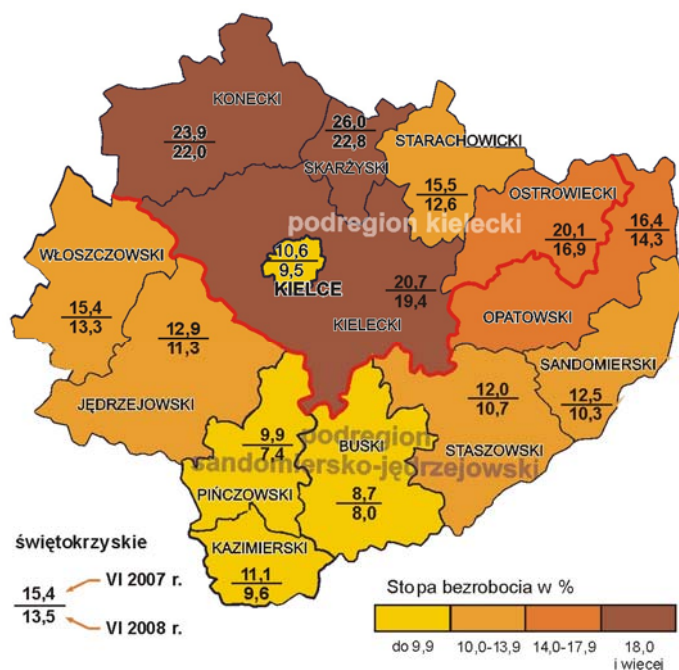 KONECKI
23,9
22,0
26,0
22,8
SKARŻYSKI
STARACHOWICKI
15,5
12,6
OSTROWIECKI
20,1
16,9
16,4
14,3
podregion kielecki
WŁOSZCZOWSKI
15,4
13,3
10,6
9,5
KIELCE
20,7
19,4
KIELECKI
OPATOWSKI
12,9
11,3
JĘDRZEJOWSKI
SANDOMIERSKI
12,5
10,3
12,0
10,7
STASZOWSKI
9,9
7,4
PIŃCZOWSKI
podregion
sandomiersko-jędrzejowski
BUSKI
8,7
8,0
KAZIMIERSKI
11,1
9,6
świętokrzyskie
15,4
13,5
VI 2007 r.
VI 2008 r.
Stopa bezrobocia w %
do 9,9
10,0-13,9
14,0-17,9
18,0
i więcej